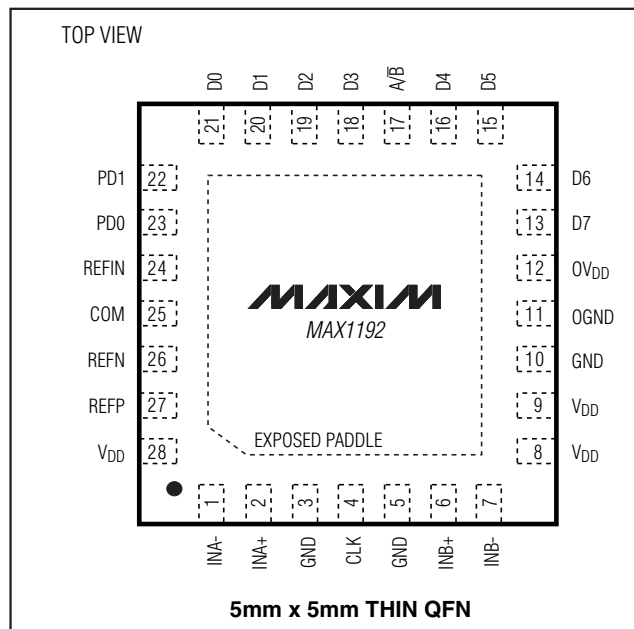 TOP VIEW
D0 D1 D2 D3 A/B̅ D4 D5
21 20 19 18 17 16 15
PD1 22 14 D6
PD0 23 13 D7
REFIN 24 12 OVDD
COM 25 11 OGND
REFN 26 10 GND
REFP 27 9 VDD
VDD 28 8 VDD
MAXIM
MAX1192
EXPOSED PADDLE
1 2 3 4 5 6 7
INA- INA+ GND CLK GND INB+ INB-
5mm x 5mm THIN QFN